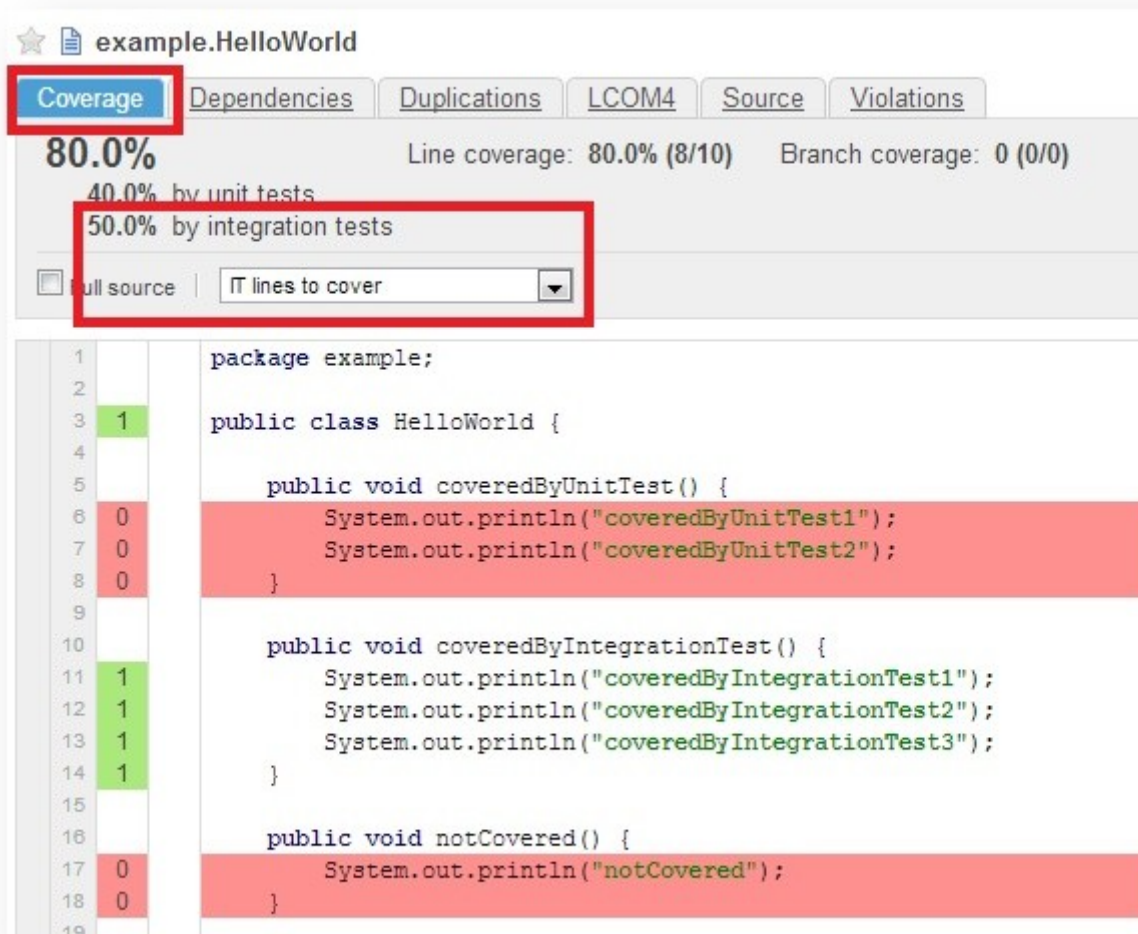 example.HelloWorld
Coverage Dependencies Duplications LCOM4 Source Violations
80.0% Line coverage: 80.0% (8/10) Branch coverage: 0 (0/0)
40.0% by unit tests
50.0% by integration tests
Full source IT lines to cover
1 package example;
2
3 1 public class HelloWorld {
4
5 public void coveredByUnitTest() {
6 0 System.out.println("coveredByUnitTest1");
7 0 System.out.println("coveredByUnitTest2");
8 0 }
9
10 public void coveredByIntegrationTest() {
11 1 System.out.println("coveredByIntegrationTest1");
12 1 System.out.println("coveredByIntegrationTest2");
13 1 System.out.println("coveredByIntegrationTest3");
14 1 }
15
16 public void notCovered() {
17 0 System.out.println("notCovered");
18 0 }
19